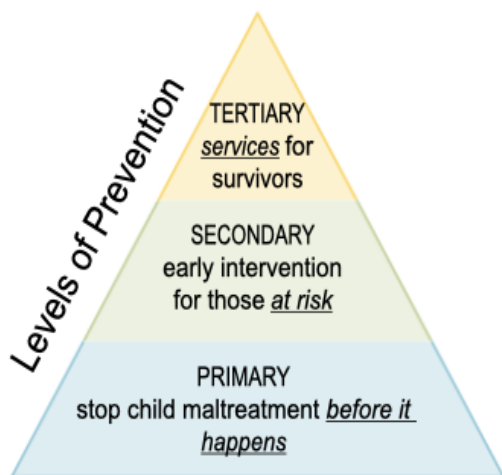 Levels of Prevention
TERTIARY
services for
survivors
SECONDARY
early intervention
for those at risk
PRIMARY
stop child maltreatment before it
happens